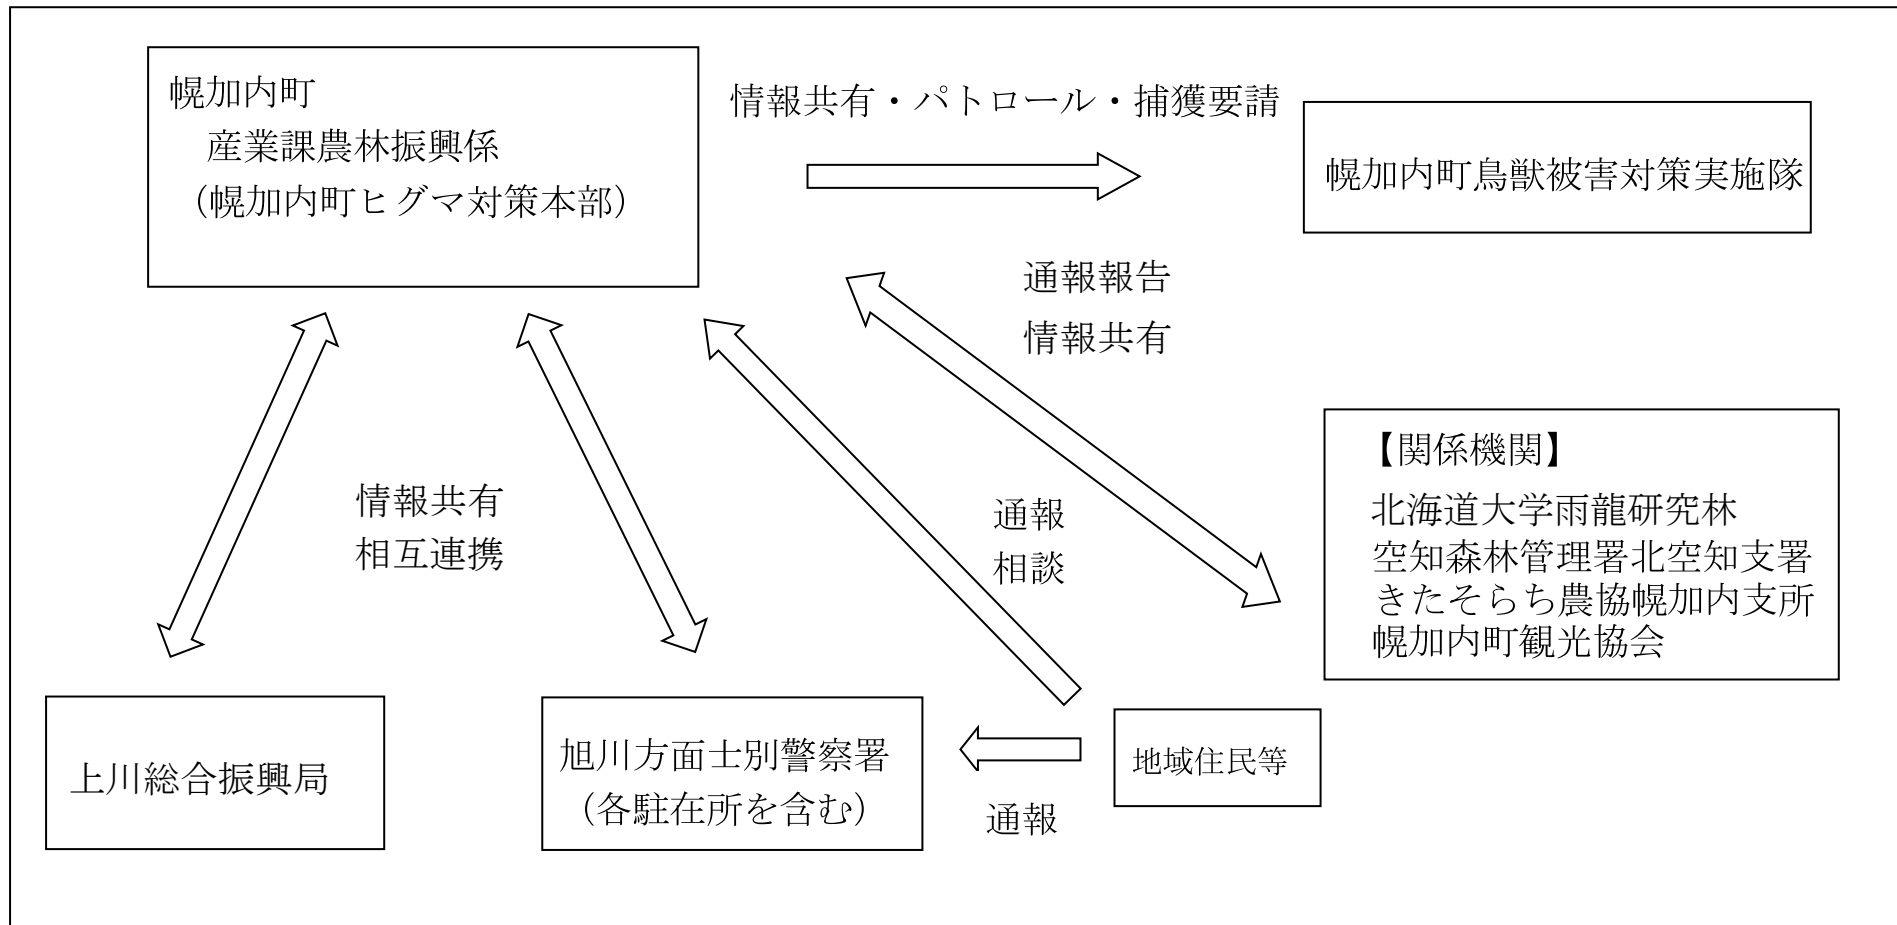 幌加内町
産業課農林振興係
（幌加内町ヒグマ対策本部）
情報共有・パトロール・捕獲要請
幌加内町鳥獣被害対策実施隊
通報報告
情報共有
【関係機関】
北海道大学雨龍研究林
空知森林管理署北空知支署
きたそらち農協幌加内支所
幌加内町観光協会
情報共有
相互連携
通報
相談
上川総合振興局
旭川方面士別警察署
（各駐在所を含む）
通報
地域住民等